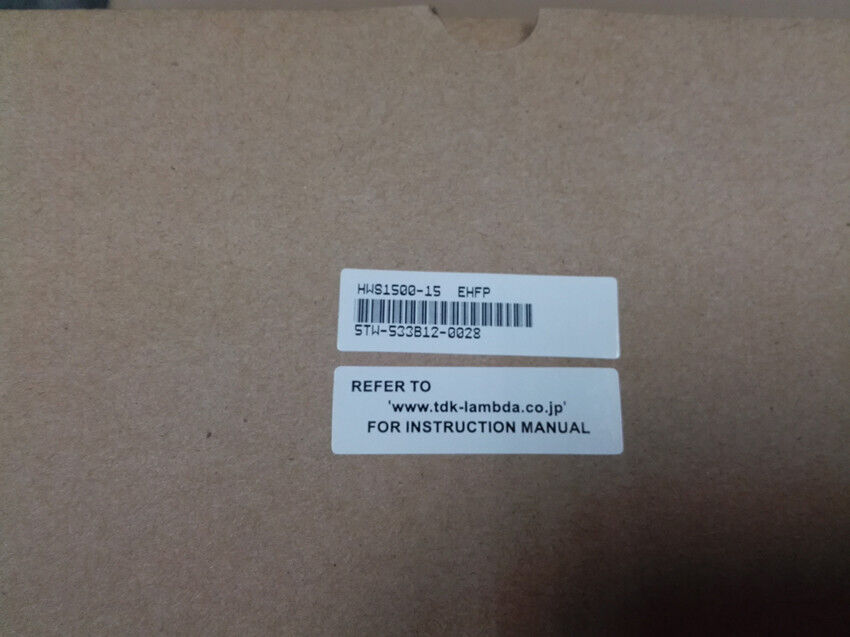 HWS1500-15 EHFP
5TW-533B12-0028
REFER TO
'www.tdk-lambda.co.jp'
FOR INSTRUCTION MANUAL